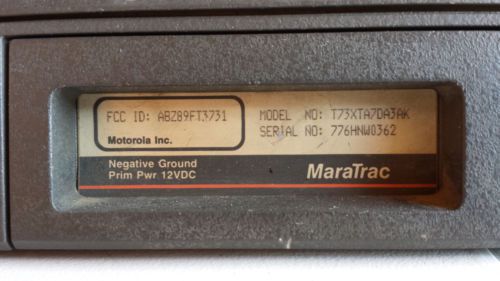 FCC ID: ABZ89FT3731
Motorola Inc.
MODEL NO: T73XTA7DA3AK
SERIAL NO: 776HNW0362
Negative Ground
Prim Pwr 12VDC
MaraTrac